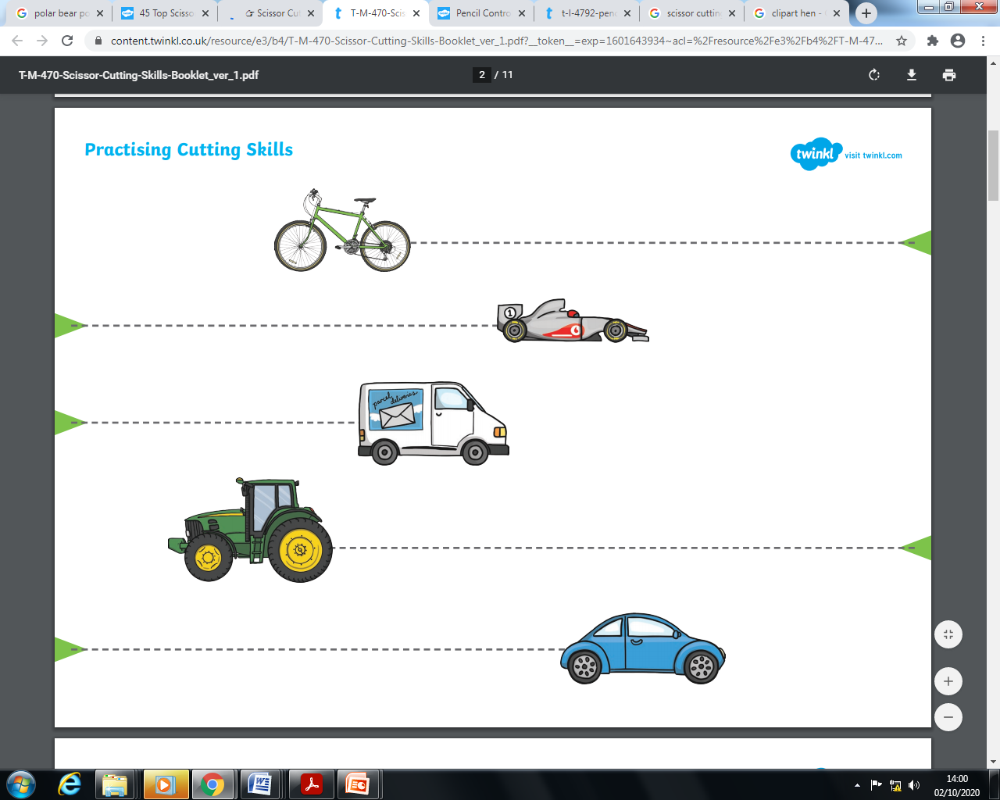 polar bear po
45 Top Scisso
Scissor Cu
T-M-470-Scis
Pencil Contro
t-l-4792-penc
scissor cuttin
clipart hen -
content.twinkl.co.uk/resource/e3/b4/T-M-470-Scissor-Cutting-Skills-Booklet_ver_1.pdf?__token__=exp=1601643934~acl=%2Fresource%2Fe3%2Fb4%2FT-M-47...
T-M-470-Scissor-Cutting-Skills-Booklet_ver_1.pdf
2 / 11
Practising Cutting Skills
twinkl visit twinkl.com
1
parcel
deliveries
14:00
02/10/2020